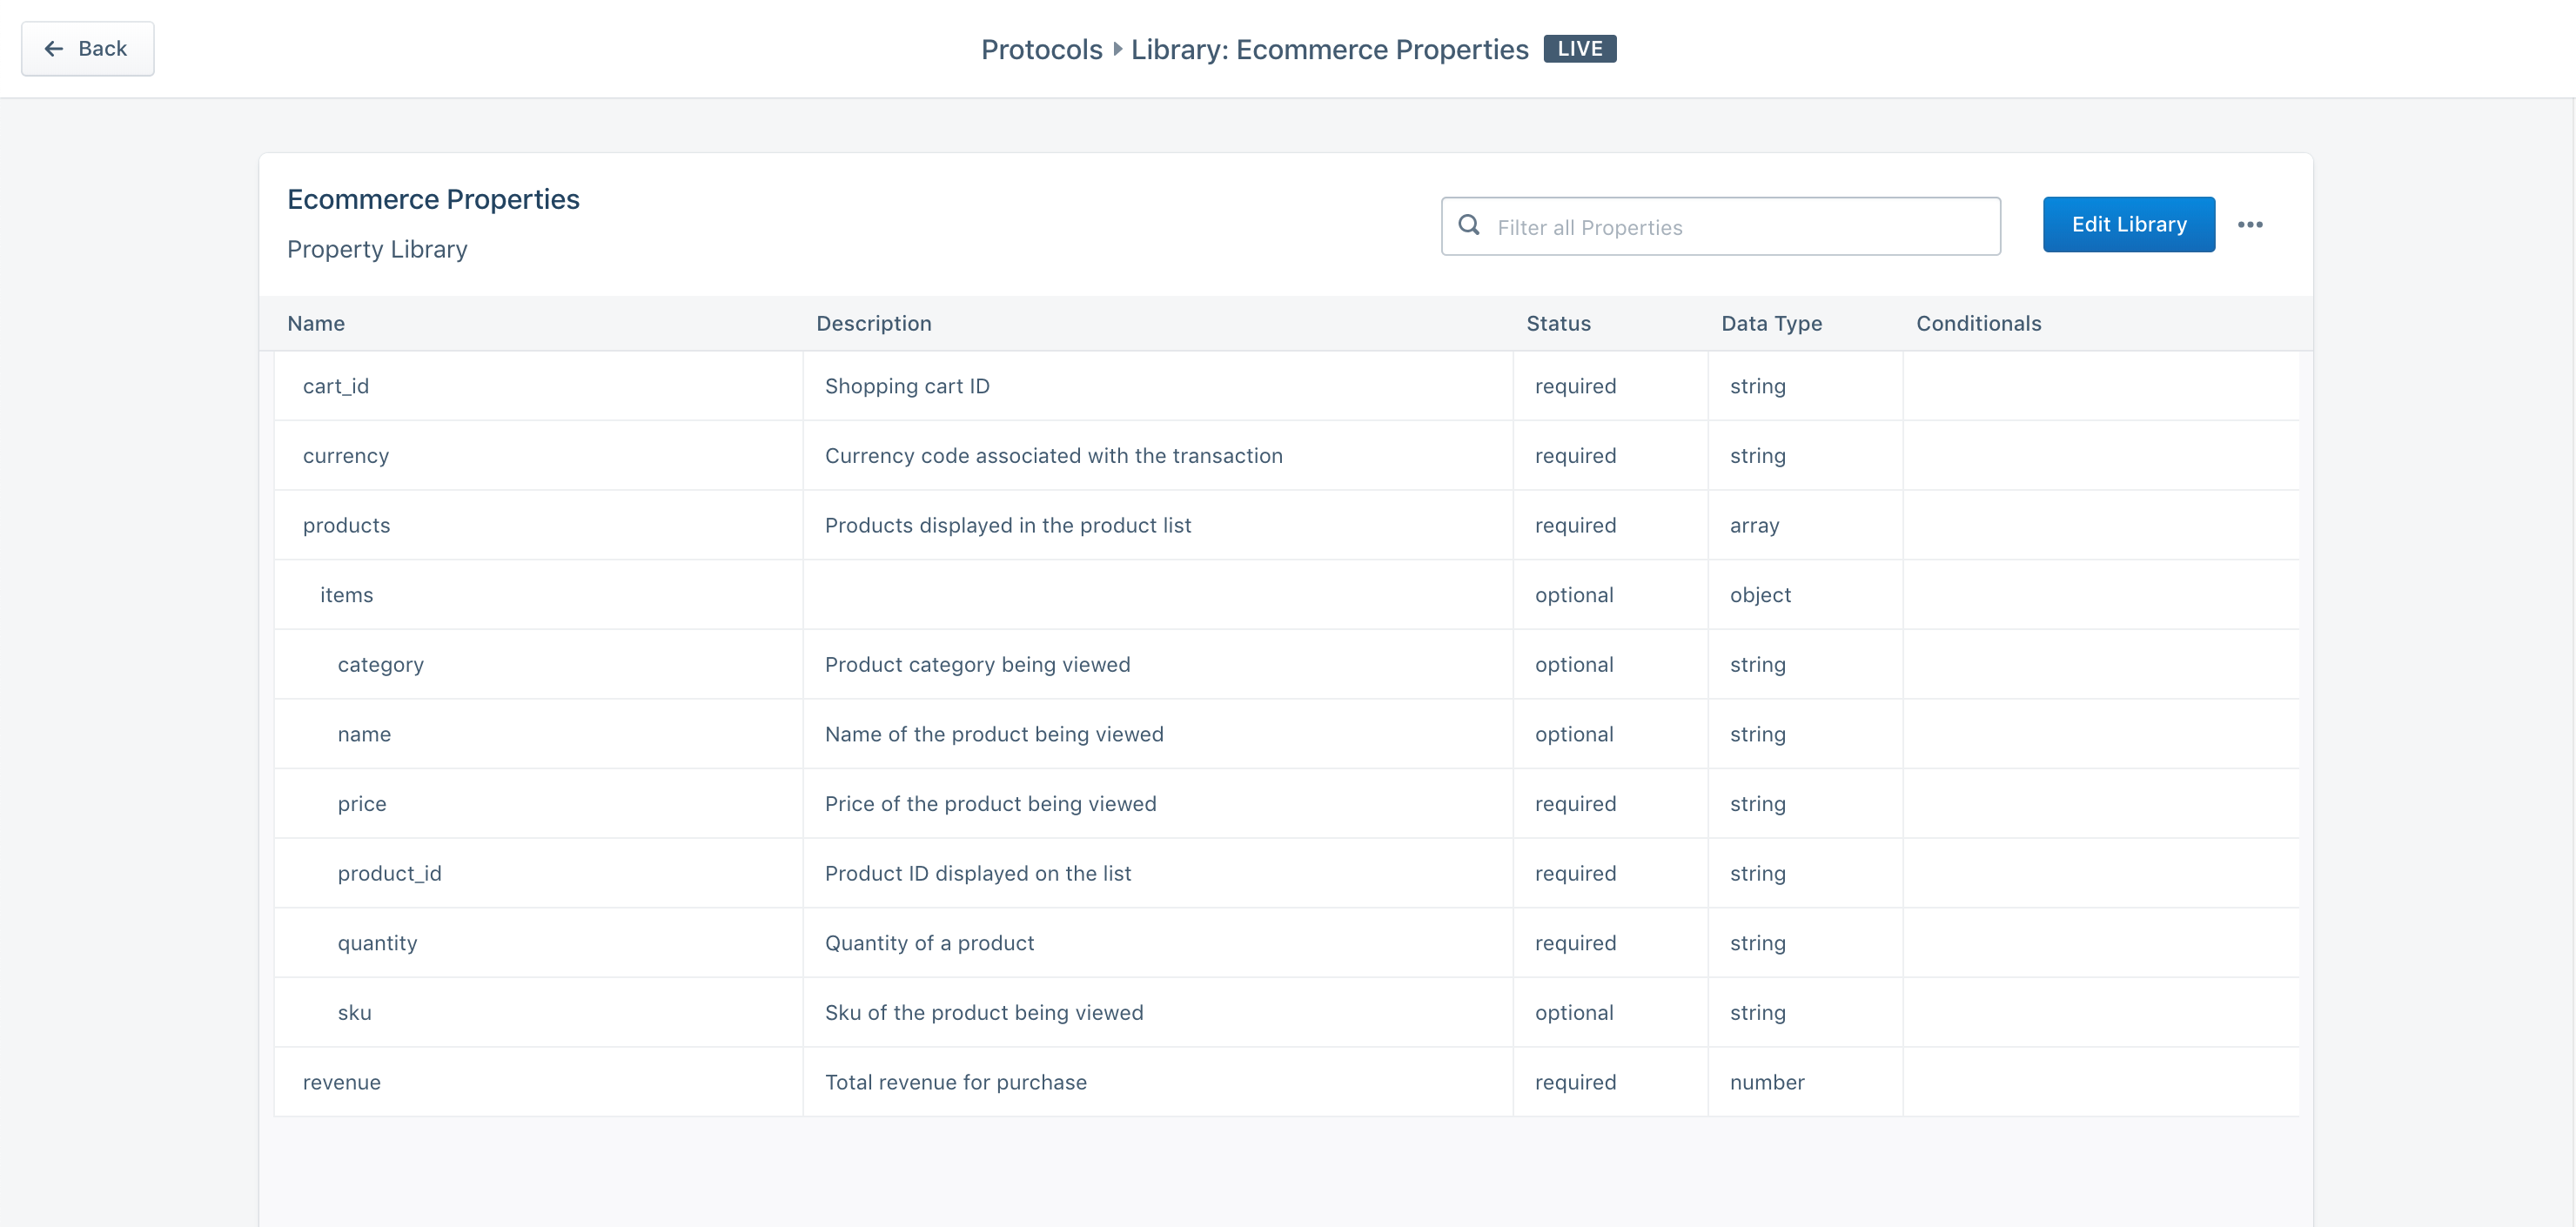 Back
Protocols ▸ Library: Ecommerce Properties LIVE
Ecommerce Properties
Property Library
Filter all Properties
Edit Library
Name Description Status Data Type Conditionals
cart_id Shopping cart ID required string
currency Currency code associated with the transaction required string
products Products displayed in the product list required array
items optional object
category Product category being viewed optional string
name Name of the product being viewed optional string
price Price of the product being viewed required string
product_id Product ID displayed on the list required string
quantity Quantity of a product required string
sku Sku of the product being viewed optional string
revenue Total revenue for purchase required number